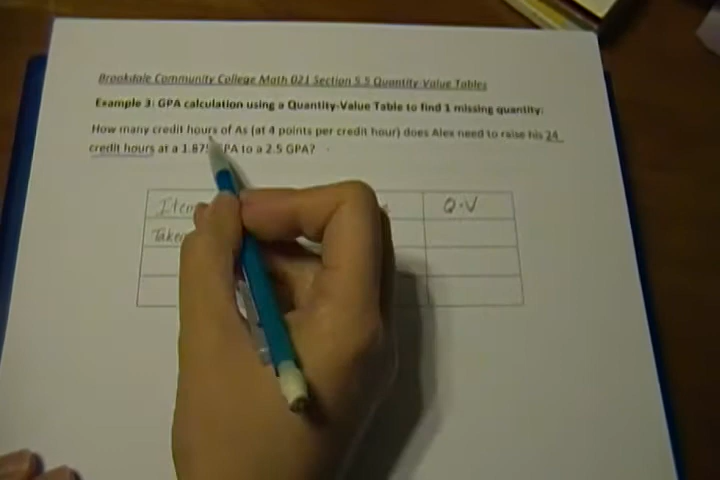 Brookdale Community College Math 021 Section 5.5 Quantity-Value Tables
Example 3: GPA calculation using a Quantity-Value Table to find 1 missing quantity:
How many credit hours of As (at 4 points per credit hour) does Alex need to raise his 24
credit hours at a 1.875 GPA to a 2.5 GPA?
Item Q·V
Taken